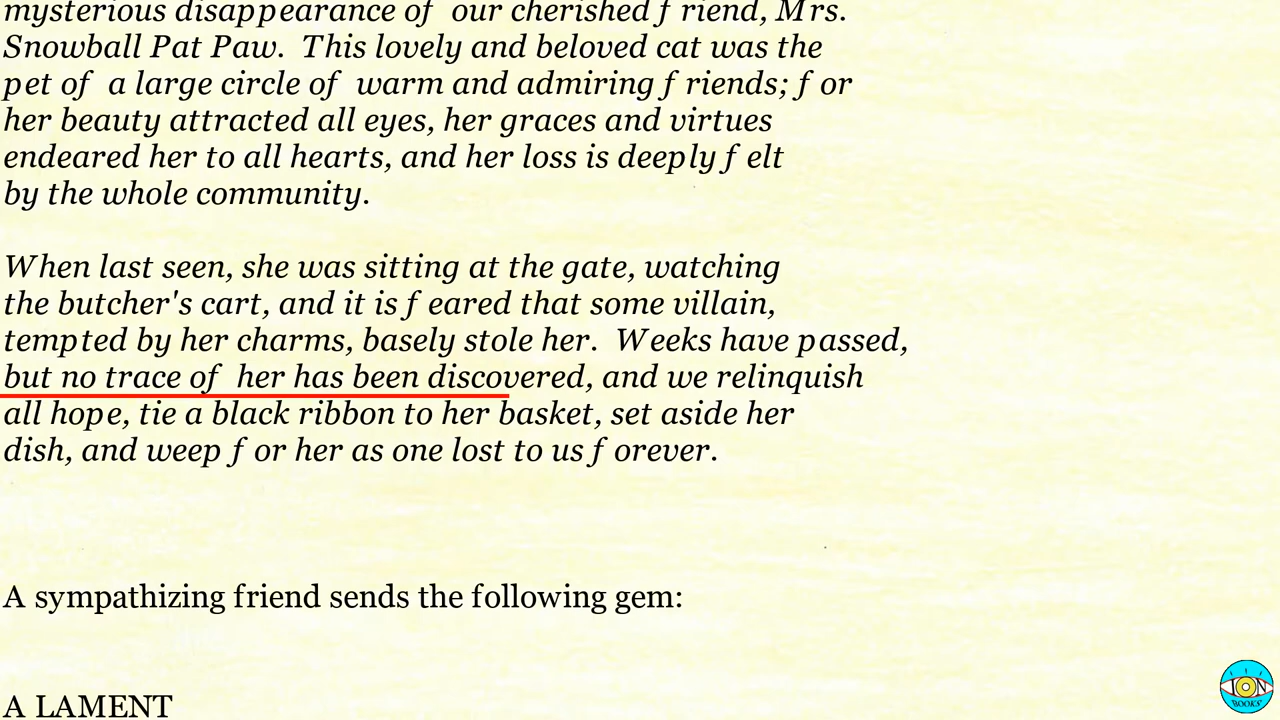 mysterious disappearance of our cherished friend, Mrs.
Snowball Pat Paw. This lovely and beloved cat was the
pet of a large circle of warm and admiring friends; for
her beauty attracted all eyes, her graces and virtues
endeared her to all hearts, and her loss is deeply felt
by the whole community.
When last seen, she was sitting at the gate, watching
the butcher's cart, and it is feared that some villain,
tempted by her charms, basely stole her. Weeks have passed,
but no trace of her has been discovered, and we relinquish
all hope, tie a black ribbon to her basket, set aside her
dish, and weep for her as one lost to us forever.
A sympathizing friend sends the following gem:
A LAMENT
ION
BOOKS